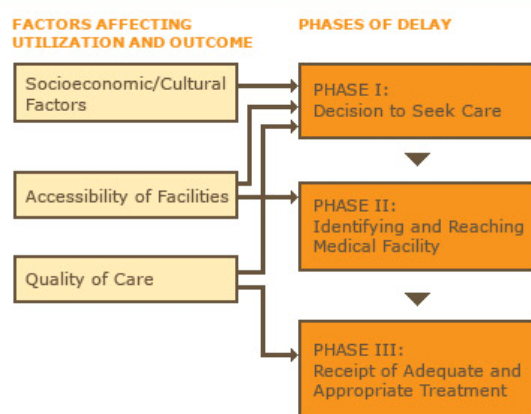 FACTORS AFFECTING
UTILIZATION AND OUTCOME
PHASES OF DELAY
Socioeconomic/Cultural
Factors
Accessibility of Facilities
Quality of Care
PHASE I:
Decision to Seek Care
PHASE II:
Identifying and Reaching
Medical Facility
PHASE III:
Receipt of Adequate and
Appropriate Treatment